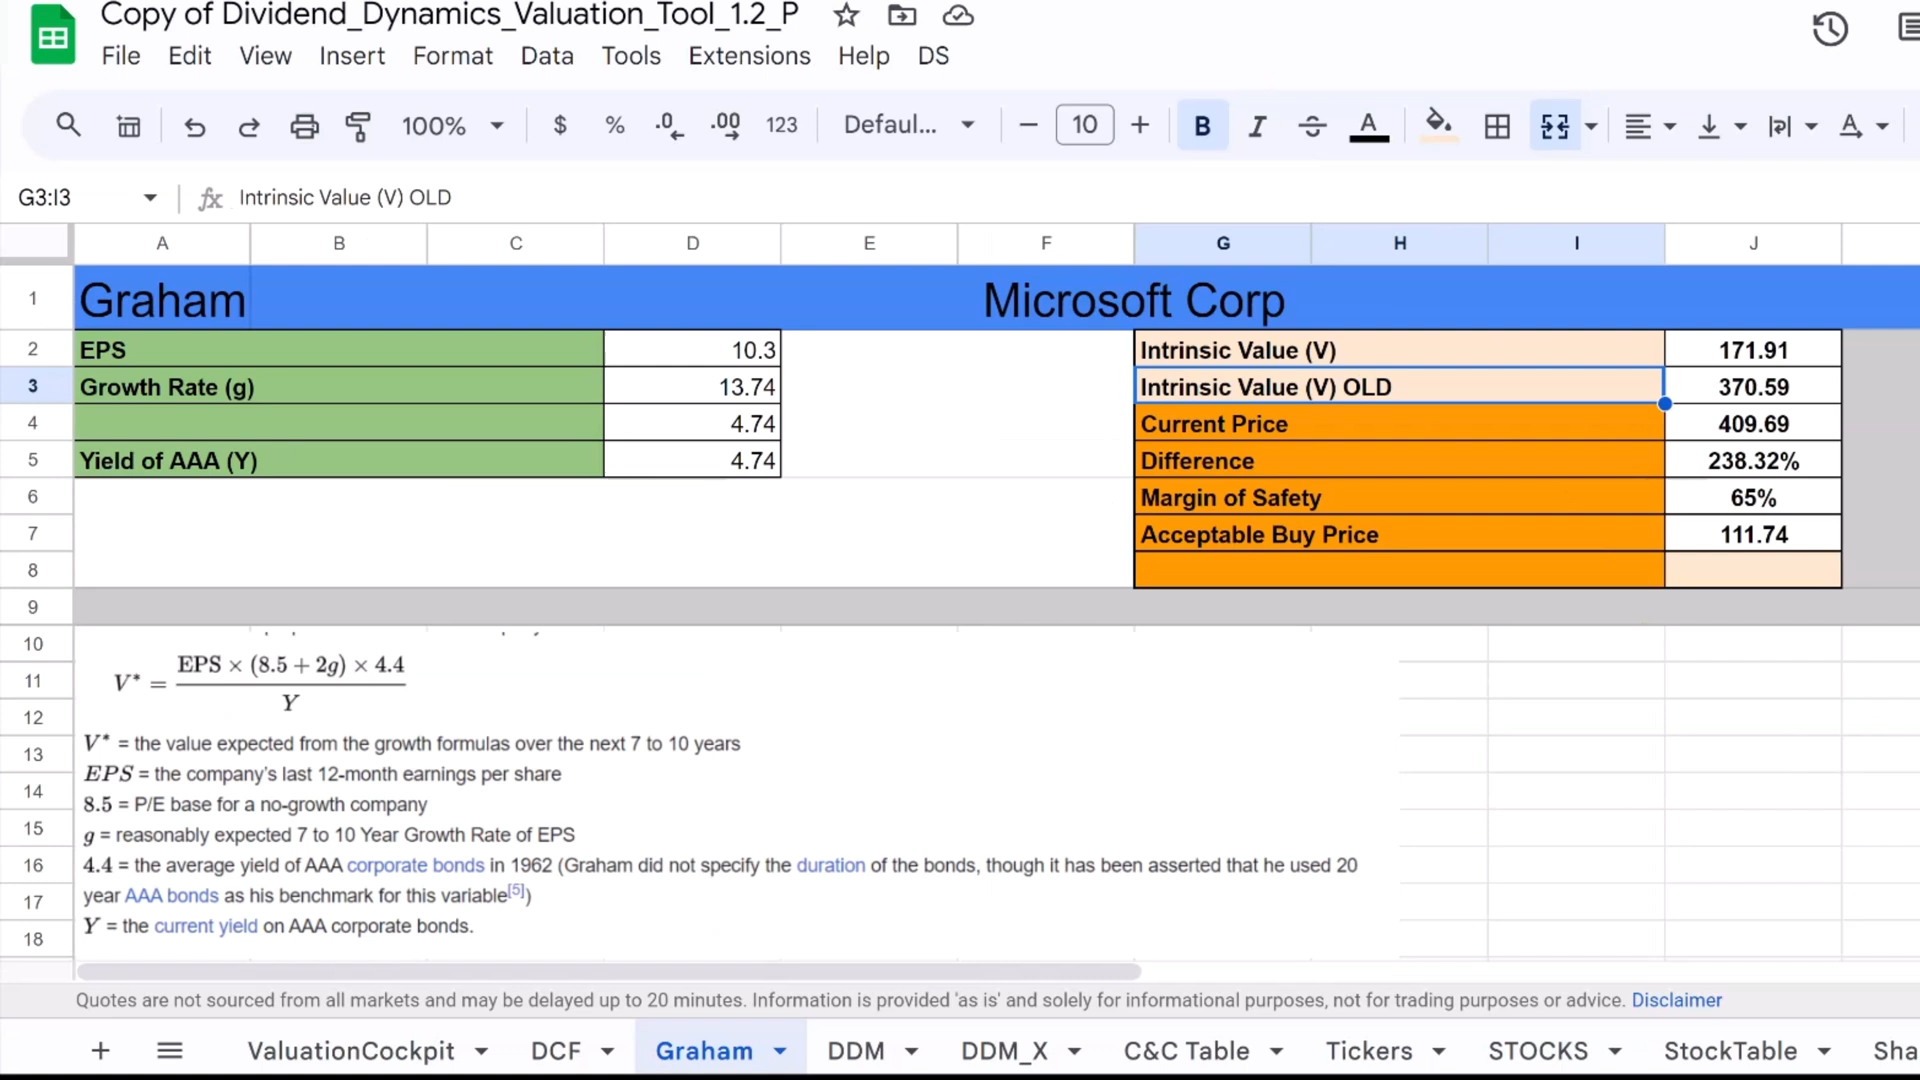 Copy of Dividend_Dynamics_Valuation_Tool_1.2_P
File Edit View Insert Format Data Tools Extensions Help DS
100% $ % .0 .00 123 Defaul... − 10 + B I A A
G3:I3 fx Intrinsic Value (V) OLD
A B C D E F G H I J
1 Graham Microsoft Corp
2 EPS 10.3 Intrinsic Value (V) 171.91
3 Growth Rate (g) 13.74 Intrinsic Value (V) OLD 370.59
4 4.74 Current Price 409.69
5 Yield of AAA (Y) 4.74 Difference 238.32%
6 Margin of Safety 65%
7 Acceptable Buy Price 111.74
8
9
10
11
12
13
14
15
16
17
18
V* = EPS × (8.5 + 2g) × 4.4
Y
V* = the value expected from the growth formulas over the next 7 to 10 years
EPS = the company's last 12-month earnings per share
8.5 = P/E base for a no-growth company
g = reasonably expected 7 to 10 Year Growth Rate of EPS
4.4 = the average yield of AAA corporate bonds in 1962 (Graham did not specify the duration of the bonds, though it has been asserted that he used 20
year AAA bonds as his benchmark for this variable[5])
Y = the current yield on AAA corporate bonds.
Quotes are not sourced from all markets and may be delayed up to 20 minutes. Information is provided 'as is' and solely for informational purposes, not for trading purposes or advice. Disclaimer
+ ValuationCockpit DCF Graham DDM DDM_X C&C Table Tickers STOCKS StockTable Sha